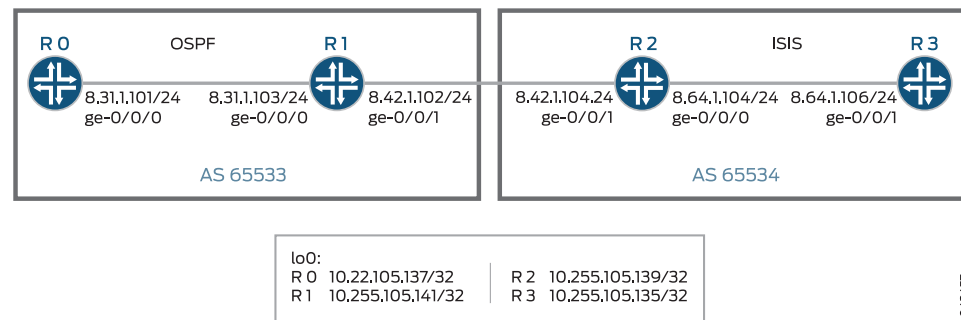 R 0 OSPF R 1
8.31.1.101/24 8.31.1.103/24 8.42.1.102/24
ge-0/0/0 ge-0/0/0 ge-0/0/1
AS 65533
R 2 ISIS R 3
8.42.1.104.24 8.64.1.104/24 8.64.1.106/24
ge-0/0/1 ge-0/0/0 ge-0/0/1
AS 65534
lo0:
R 0 10.22.105.137/32 R 2 10.255.105.139/32
R 1 10.255.105.141/32 R 3 10.255.105.135/32